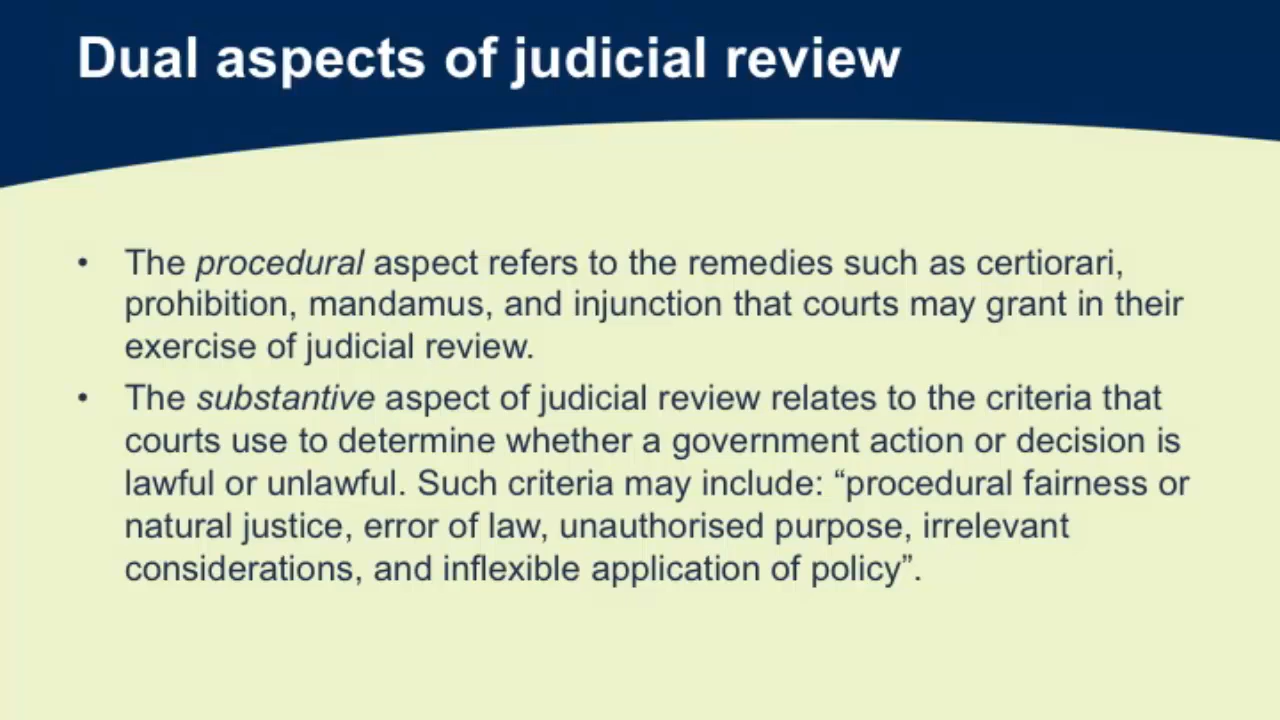 Dual aspects of judicial review
• The procedural aspect refers to the remedies such as certiorari,
prohibition, mandamus, and injunction that courts may grant in their
exercise of judicial review.
• The substantive aspect of judicial review relates to the criteria that
courts use to determine whether a government action or decision is
lawful or unlawful. Such criteria may include: “procedural fairness or
natural justice, error of law, unauthorised purpose, irrelevant
considerations, and inflexible application of policy”.